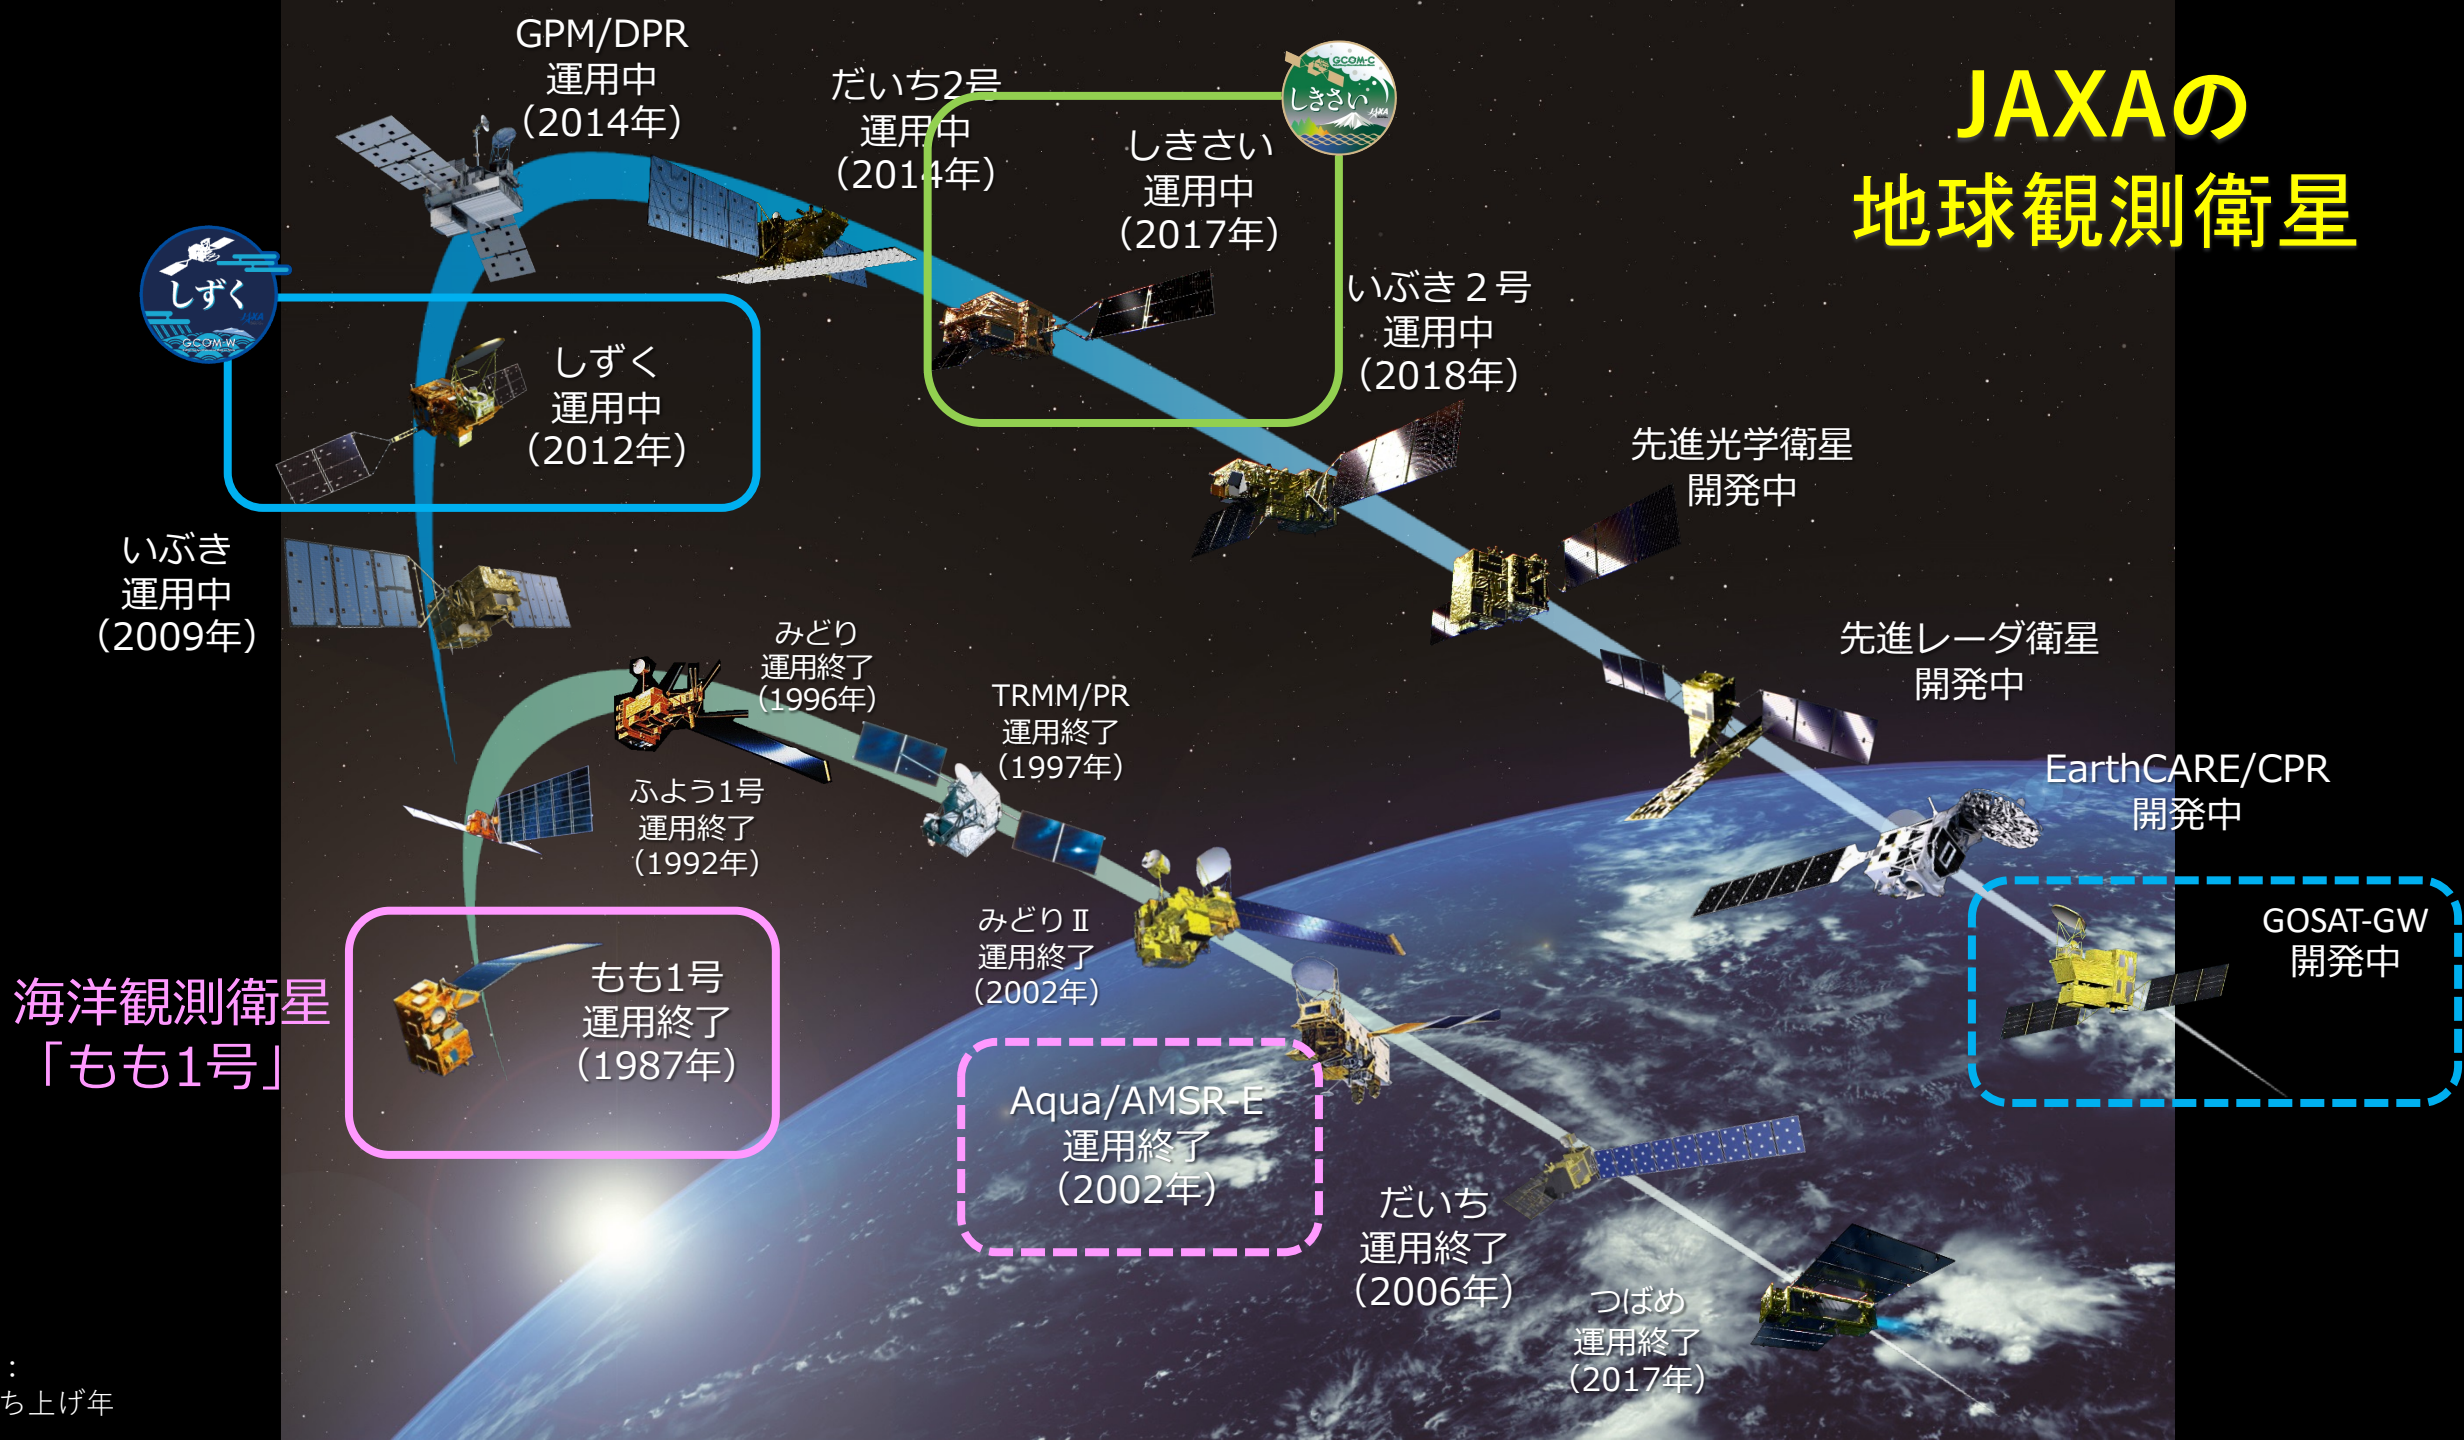 JAXAの
地球観測衛星
GPM/DPR
運用中
（2014年）
だいち2号
運用中
（2014年）
GCOM-C
しきさい
JAXA
しきさい
運用中
（2017年）
いぶき２号
運用中
（2018年）
しずく
JAXA
GCOM-W
しずく
運用中
（2012年）
先進光学衛星
開発中
いぶき
運用中
（2009年）
先進レーダ衛星
開発中
みどり
運用終了
（1996年）
TRMM/PR
運用終了
（1997年）
EarthCARE/CPR
開発中
ふよう1号
運用終了
（1992年）
GOSAT-GW
開発中
みどりⅡ
運用終了
（2002年）
海洋観測衛星
「もも1号」
もも1号
運用終了
（1987年）
Aqua/AMSR-E
運用終了
（2002年）
だいち
運用終了
（2006年）
つばめ
運用終了
（2017年）
：
ち上げ年